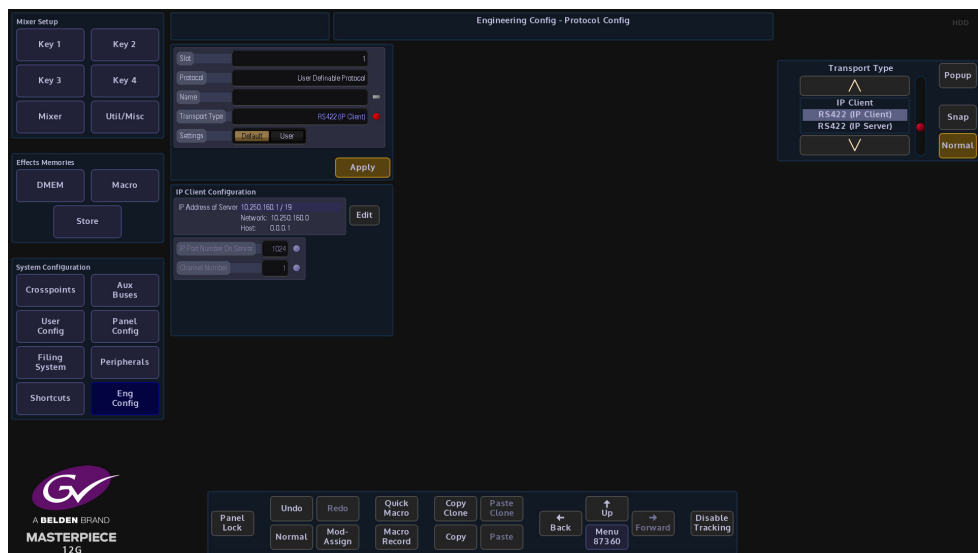 Mixer Setup
Key 1
Key 2
Key 3
Key 4
Mixer
Util/Misc
Effects Memories
DMEM
Macro
Store
System Configuration
Crosspoints
Aux
Buses
User
Config
Panel
Config
Filing
System
Peripherals
Shortcuts
Eng
Config
GV
A BELDEN BRAND
MASTERPIECE
12G
Engineering Config - Protocol Config
HDD
Slot
1
Protocol
User Definable Protocol
Name
Transport Type
RS422 (IP Client)
Settings
Default
User
Apply
IP Client Configuration
IP Address of Server 10.250.160.1 / 19
Network: 10.250.160.0
Host: 0.0.0.1
Edit
IP Port Number On Server
1024
Channel Number
1
Transport Type
IP Client
RS422 (IP Client)
RS422 (IP Server)
Popup
Snap
Normal
Panel
Lock
Undo
Redo
Normal
Mod-
Assign
Quick
Macro
Macro
Record
Copy
Clone
Paste
Clone
Copy
Paste
←
Back
↑
Up
Menu
87360
→
Forward
Disable
Tracking